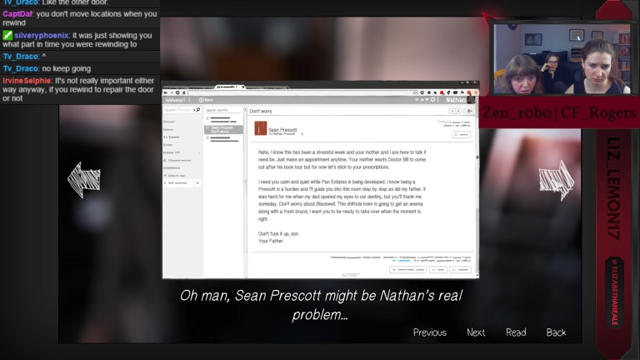 Tv_Draco: Like the other door.
CaptDaf: you don't move locations when you
rewind
silveryphoenix: it was just showing you
what part in time you were rewinding to
Tv_Draco: ^
Tv_Draco: no keep going
IrvineSelphie: It's not really important either
way anyway, if you rewind to repair the door
or not
Nathan
Don't worry
Sean Prescott
Nate, I know this has been a stressful week and your mother and I are here to talk if
need be. Just make an appointment anytime. Your mother wants Doctor Bill to come
out after his book tour but for now let's stick to your prescriptions.
I need you calm and quiet while Pan Estates is being developed. I know being a
Prescott is a burden and I'll guide you into this room step by step as did my father. It
was hard for me when my dad opened my eyes to our destiny, but you'll thank me
someday. Don't worry about Blackwell. This shithole town is going to get an enema
along with a fresh brand. I want you to be ready to take over when the moment is
right.
Don't fuck it up, son.
Your Father
Oh man, Sean Prescott might be Nathan's real
problem...
Previous
Next
Read
Back
Zen_robo|CF_Rogers
LIZ_LEMON17
@ELIZABETHANEALE